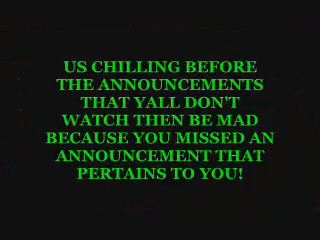 US CHILLING BEFORE
THE ANNOUNCEMENTS
THAT YALL DON'T
WATCH THEN BE MAD
BECAUSE YOU MISSED AN
ANNOUNCEMENT THAT
PERTAINS TO YOU!